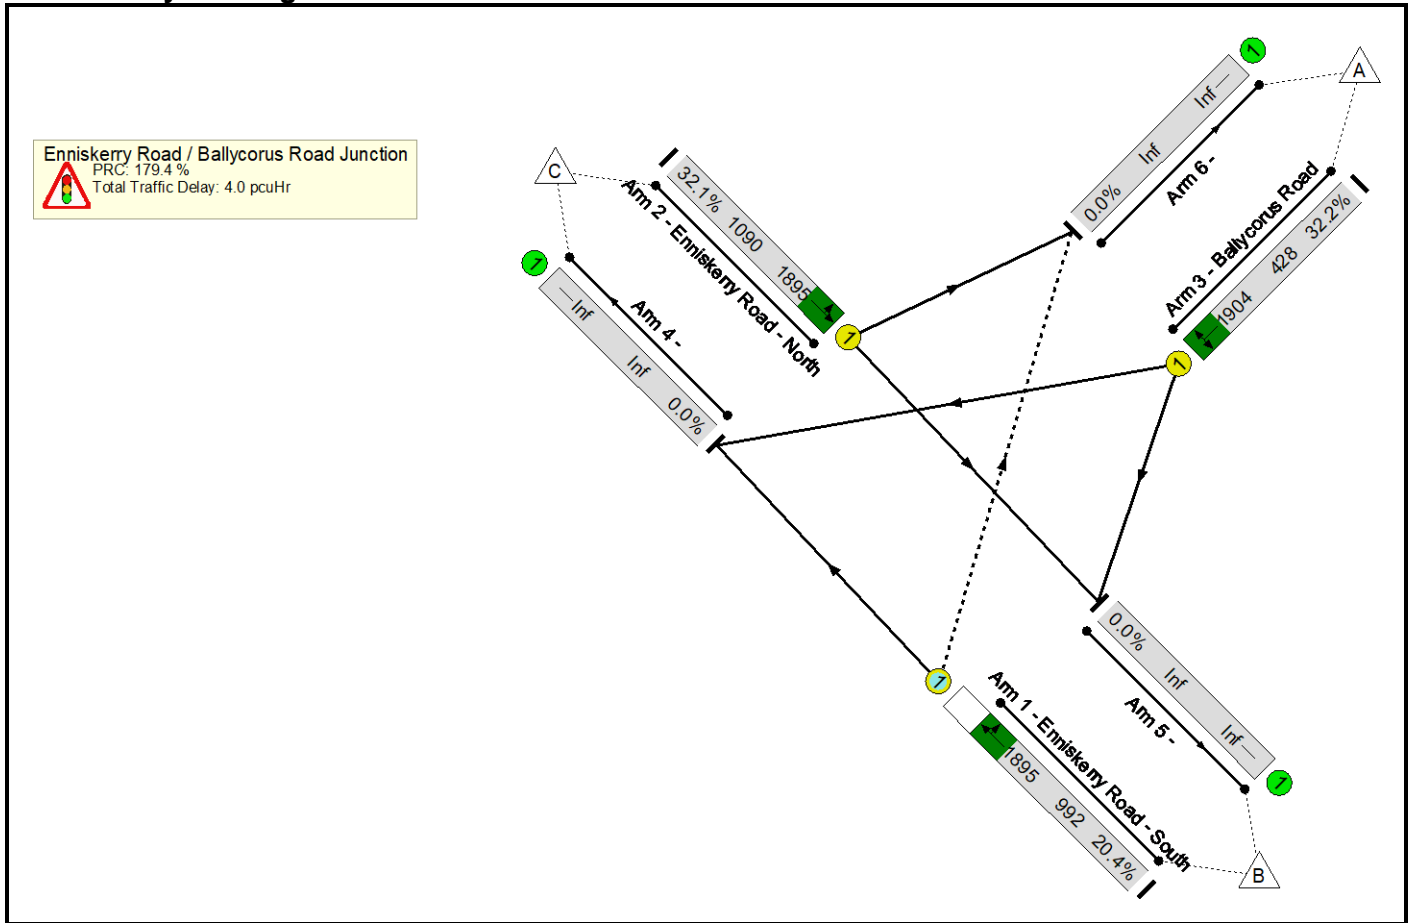 Enniskerry Road / Ballycorus Road Junction
PRC: 179.4 %
Total Traffic Delay: 4.0 pcuHr
A
Inf
Inf
0.0%
Arm 6 -
1
C
32.1% 1090 1895
Arm 2 - Enniskerry Road - North
1
Arm 3 - Ballycorus Road
1904 428 32.2%
1
1
Inf
Inf
0.0%
Arm 4 -
1
Arm 1 - Enniskerry Road - South
1895 992 20.4%
0.0%
Inf
Inf
Arm 5 -
1
B